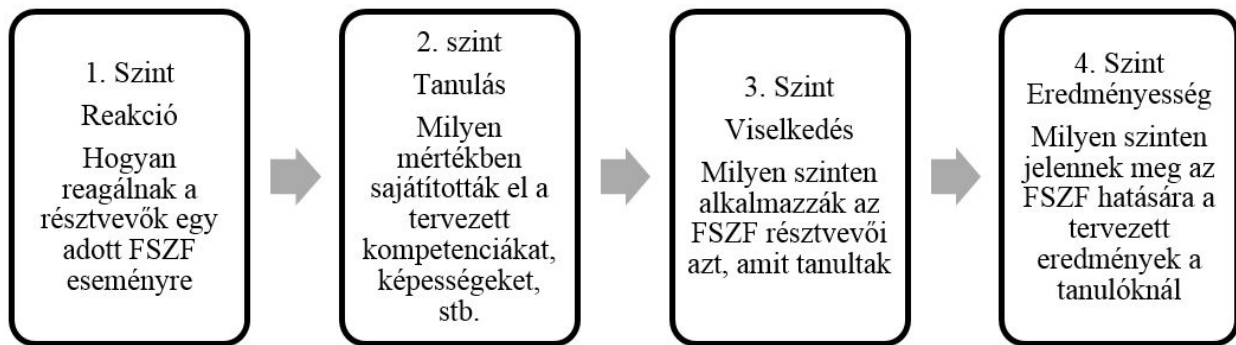 1. Szint
Reakció
Hogyan
reagálnak a
résztvevők egy
adott FSZF
eseményre
2. szint
Tanulás
Milyen
mértékben
sajátították el a
tervezett
kompetenciákat,
képességeket,
stb.
3. Szint
Viselkedés
Milyen szinten
alkalmazzák az
FSZF résztvevői
azt, amit tanultak
4. Szint
Eredményesség
Milyen szinten
jelennek meg az
FSZF hatására a
tervezett
eredmények a
tanulóknál